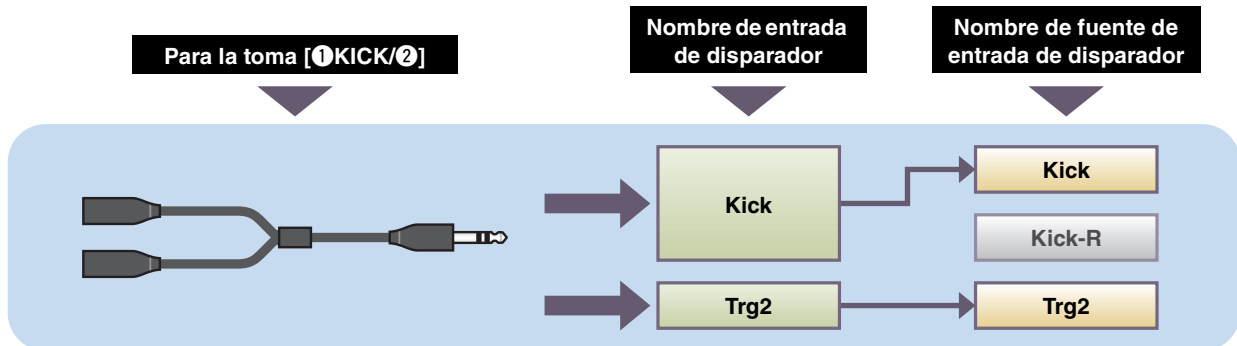 Para la toma [❶KICK/❷]
Nombre de entrada
de disparador
Nombre de fuente de
entrada de disparador
Kick
Kick
Kick-R
Trg2
Trg2